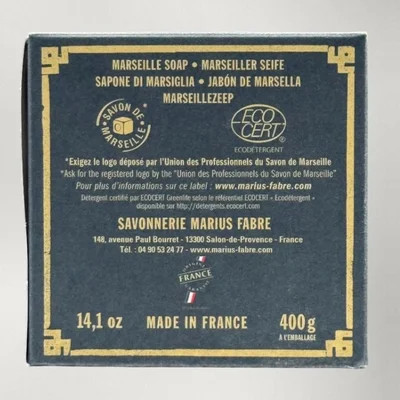 MARSEILLE SOAP • MARSEILLER SEIFE
SAPONE DI MARSIGLIA • JABÓN DE MARSELLA
MARSEILLEZEEP
SAVON DE MARSEILLE
ECO CERT®
ECODÉTERGENT
*Exigez le logo déposé par l'Union des Professionnels du Savon de Marseille
*Ask for the registered logo by the "Union des Professionnels du Savon de Marseille"
Pour plus d'informations sur ce label : www.marius-fabre.com
Détergent certifié par ECOCERT Greenlife selon le référentiel ECOCERT «Ecodétergent»
disponible sur http://detergents.ecocert.com
SAVONNERIE MARIUS FABRE
148, avenue Paul Bourret - 13300 Salon-de-Provence - France
Tél. : 04 90 53 24 77 - www.marius-fabre.com
ORIGINE
FRANCE
GARANTIE
14,1 oz MADE IN FRANCE 400g
A L'EMBALLAGE